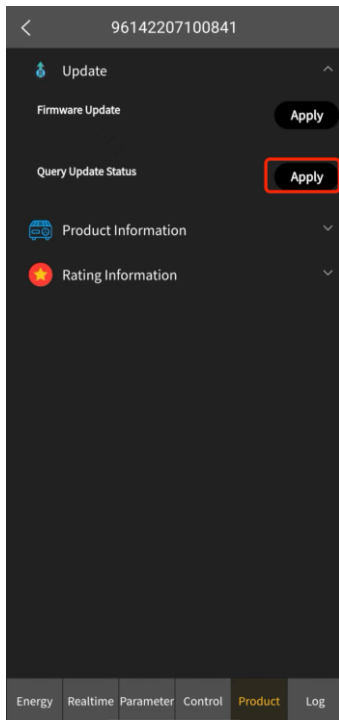 96142207100841
Update
Firmware Update
Apply
Query Update Status
Apply
Product Information
Rating Information
Energy Realtime Parameter Control Product Log